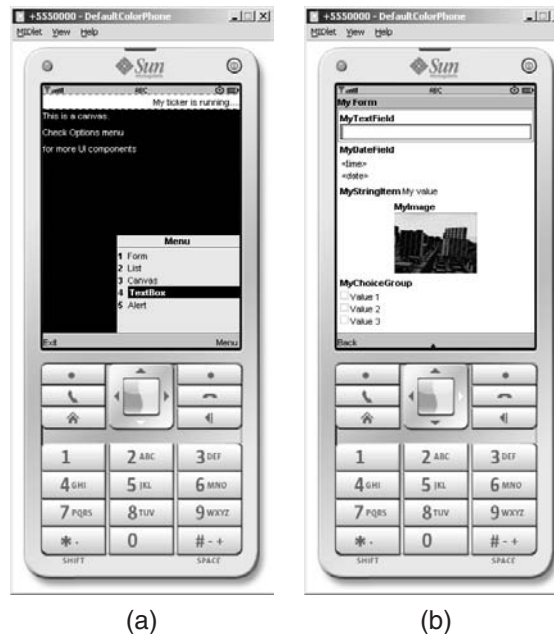 +5550000 - DefaultColorPhone
MIDlet View Help
Sun
ABC
My ticker is running...
This is a canvas.
Check Options menu
for more UI components
Menu
1 Form
2 List
3 Canvas
4 TextBox
5 Alert
Exit
Menu
1
2 ABC
3 DEF
4 GHI
5 JKL
6 MNO
7 PQRS
8 TUV
9 WXYZ
* .
0
# - +
SHIFT
SPACE
(a)
+5550000 - DefaultColorPhone
MIDlet View Help
Sun
ABC
My Form
MyTextField
MyDateField
<time>
<date>
MyStringItem My value
MyImage
MyChoiceGroup
Value 1
Value 2
Value 3
Back
1
2 ABC
3 DEF
4 GHI
5 JKL
6 MNO
7 PQRS
8 TUV
9 WXYZ
* .
0
# - +
SHIFT
SPACE
(b)